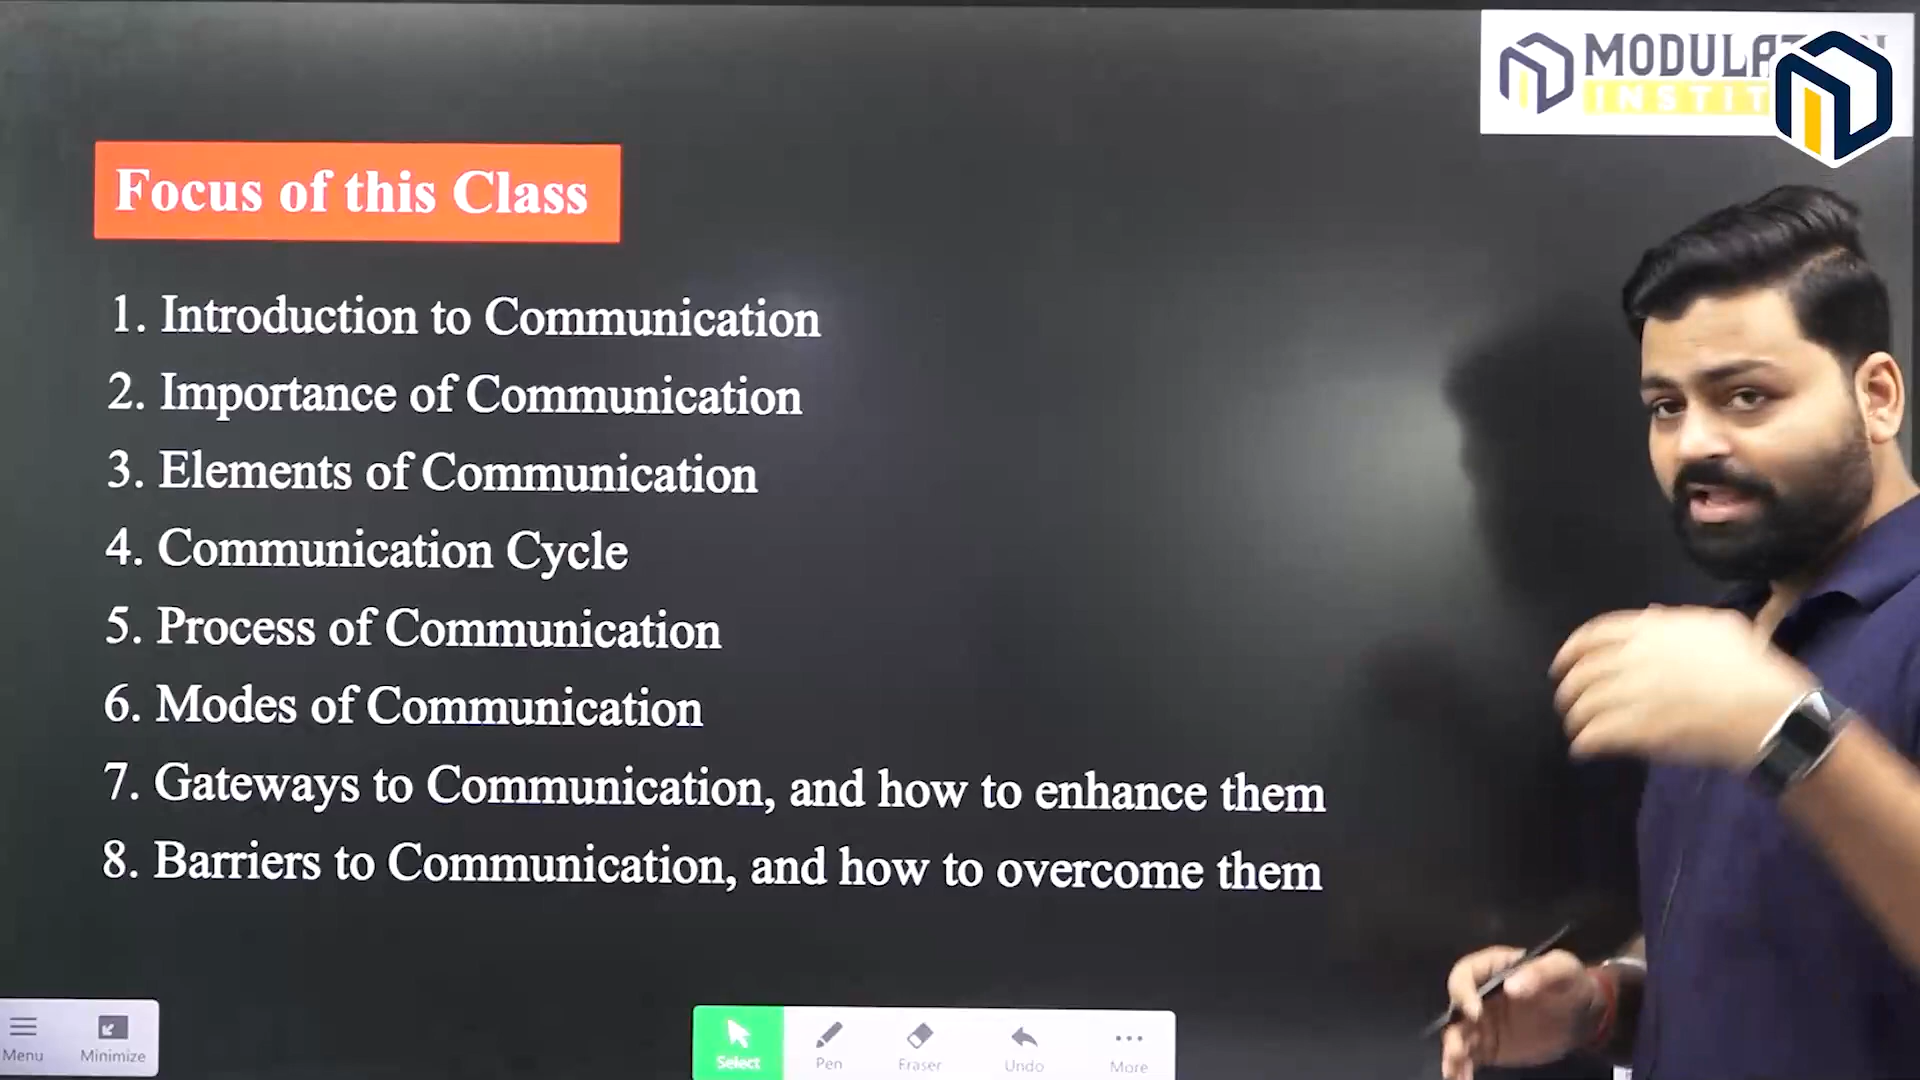 MODULA
INSTIT
Focus of this Class
1. Introduction to Communication
2. Importance of Communication
3. Elements of Communication
4. Communication Cycle
5. Process of Communication
6. Modes of Communication
7. Gateways to Communication, and how to enhance them
8. Barriers to Communication, and how to overcome them
Menu
Minimize
Select
Pen
Eraser
Undo
More